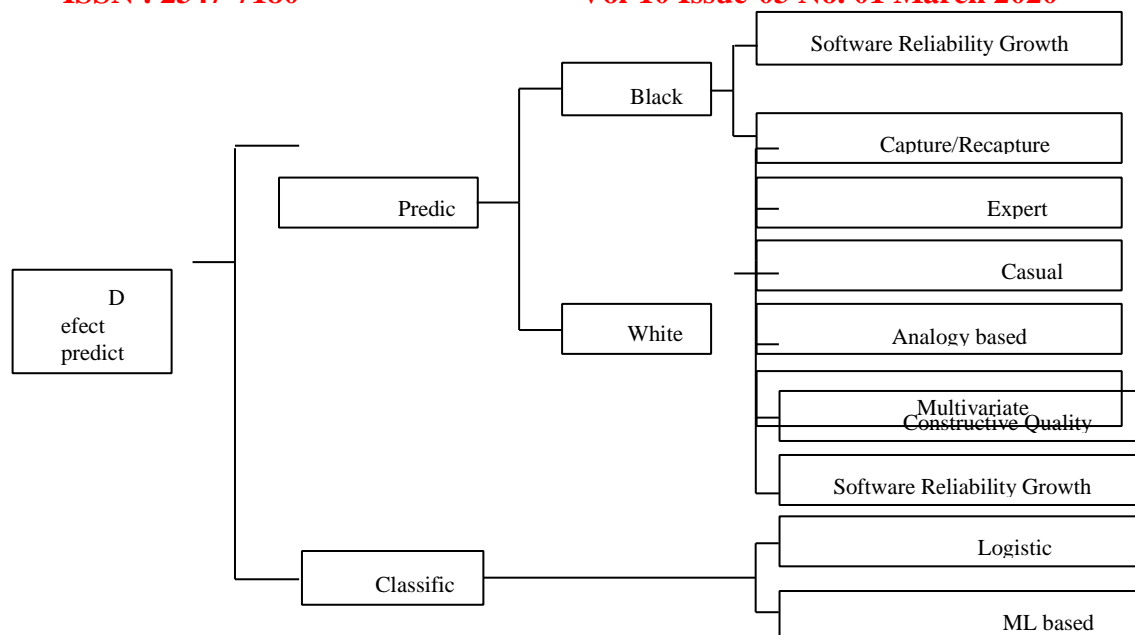 Software Reliability Growth
Black
Capture/Recapture
Predic
Expert
Casual
D
efect
predict
White
Analogy based
Multivariate
Constructive Quality
Software Reliability Growth
Logistic
Classific
ML based